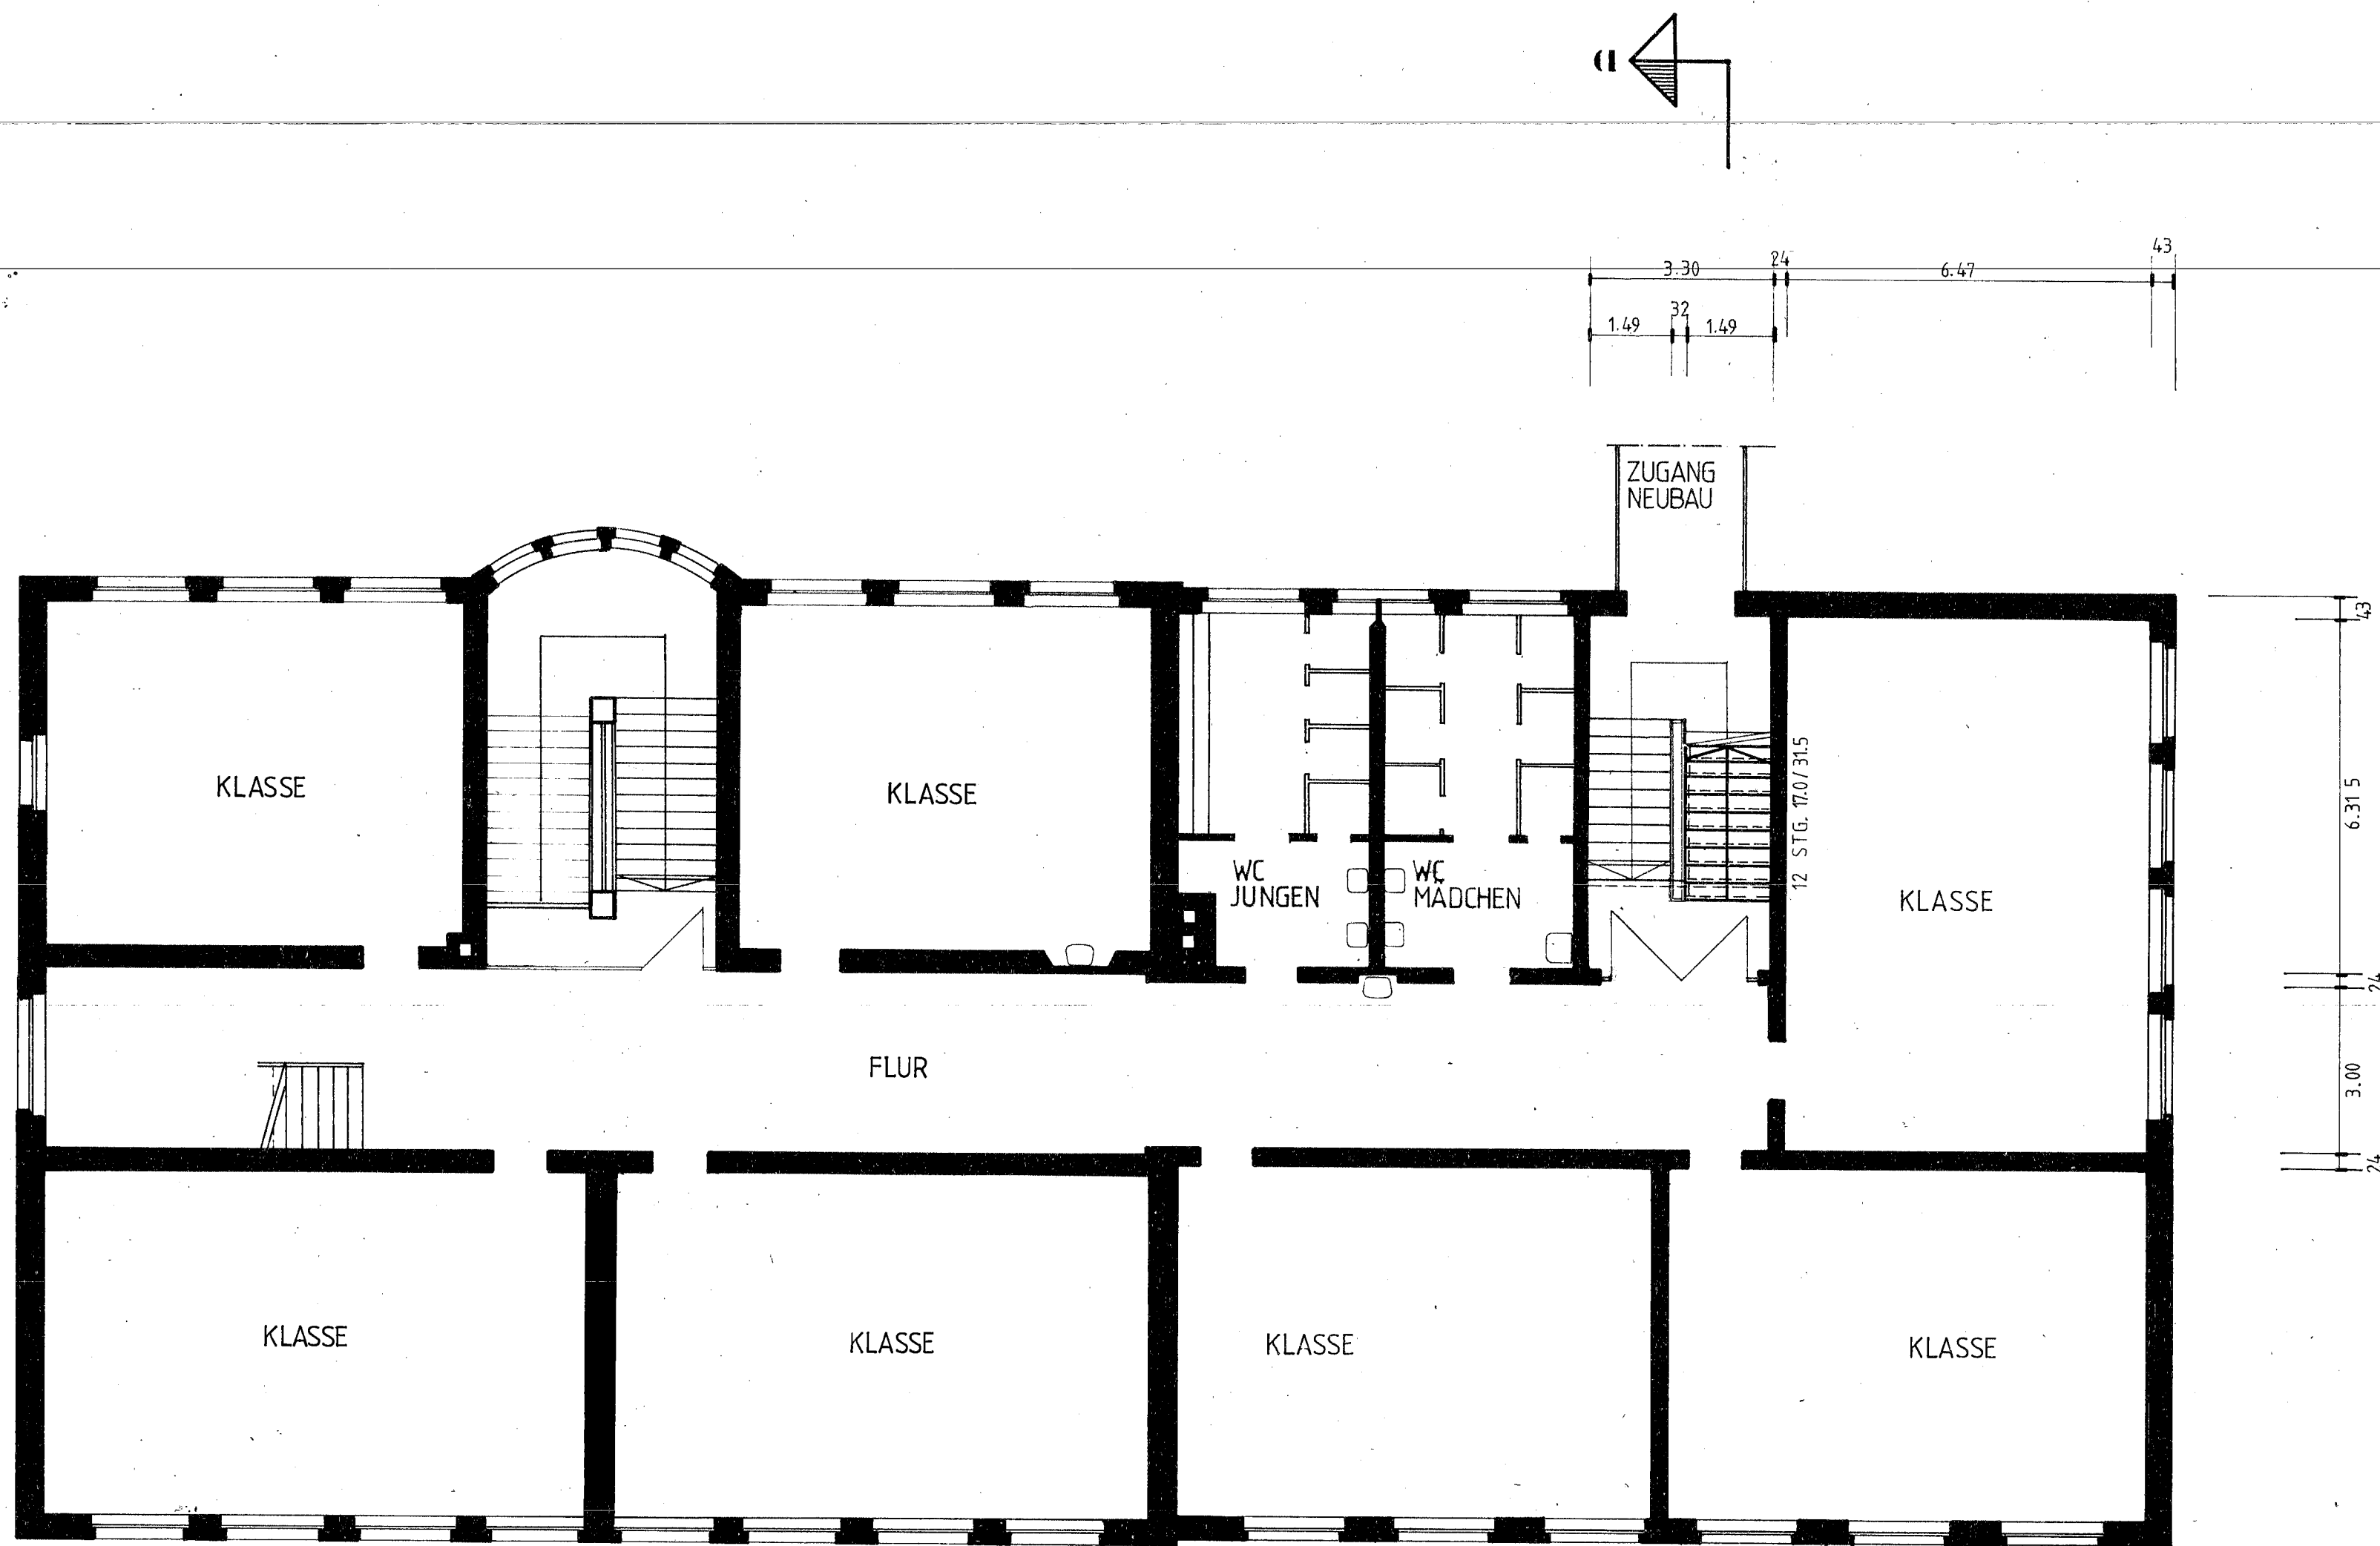 a
43
3.30
24
6.47
32
1.49
1.49
ZUGANG
NEUBAU
43
12 STG. 17.0/31.5
6.31 5
KLASSE
KLASSE
WC
JUNGEN
WC
MÄDCHEN
KLASSE
24
FLUR
3.00
24
KLASSE
KLASSE
KLASSE
KLASSE